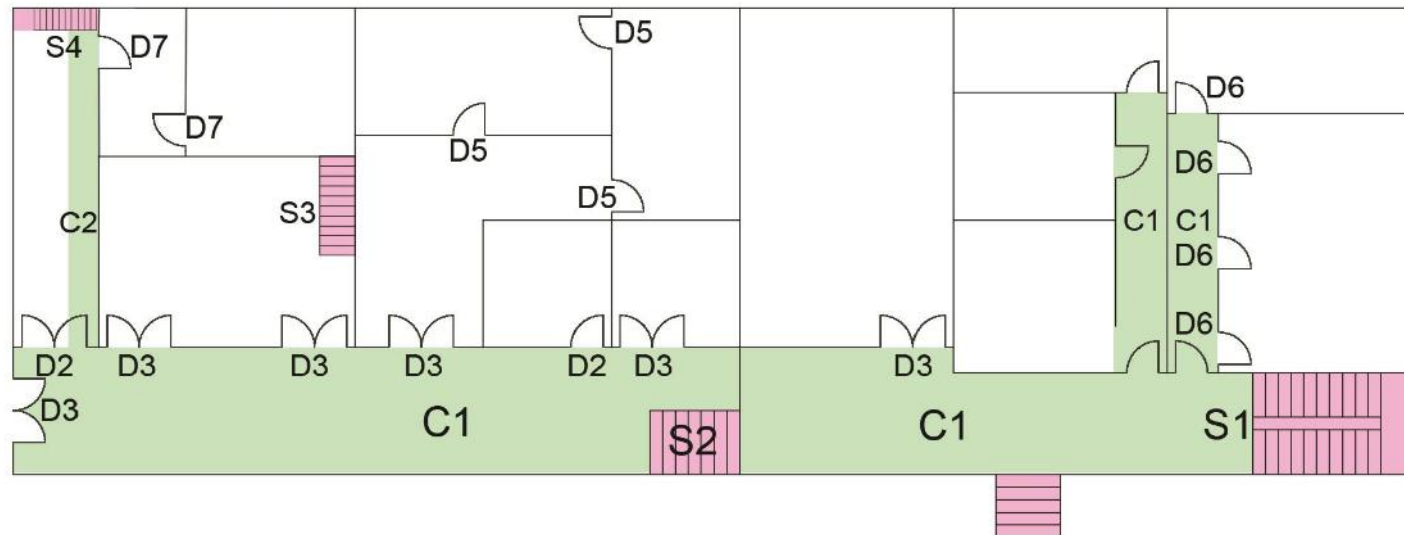 S4 D7 D5 D6
D7 D5 D6
S3 D5
C2 C1 C1
D6
D6
D2 D3 D3 D3 D2 D3 D3
D3 C1 S2 C1 S1